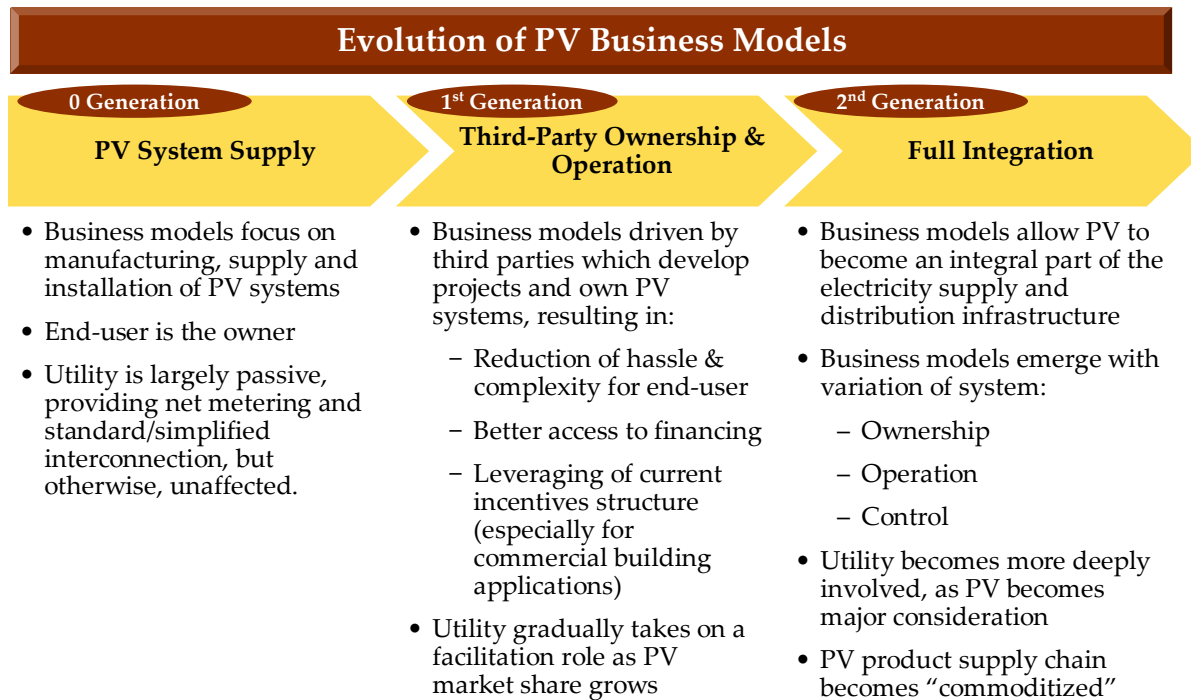 Evolution of PV Business Models
0 Generation
PV System Supply
• Business models focus on
manufacturing, supply and
installation of PV systems
• End-user is the owner
• Utility is largely passive,
providing net metering and
standard/simplified
interconnection, but
otherwise, unaffected.
1st Generation
Third-Party Ownership &
Operation
• Business models driven by
third parties which develop
projects and own PV
systems, resulting in:
– Reduction of hassle &
complexity for end-user
– Better access to financing
– Leveraging of current
incentives structure
(especially for
commercial building
applications)
• Utility gradually takes on a
facilitation role as PV
market share grows
2nd Generation
Full Integration
• Business models allow PV to
become an integral part of the
electricity supply and
distribution infrastructure
• Business models emerge with
variation of system:
– Ownership
– Operation
– Control
• Utility becomes more deeply
involved, as PV becomes
major consideration
• PV product supply chain
becomes “commoditized”